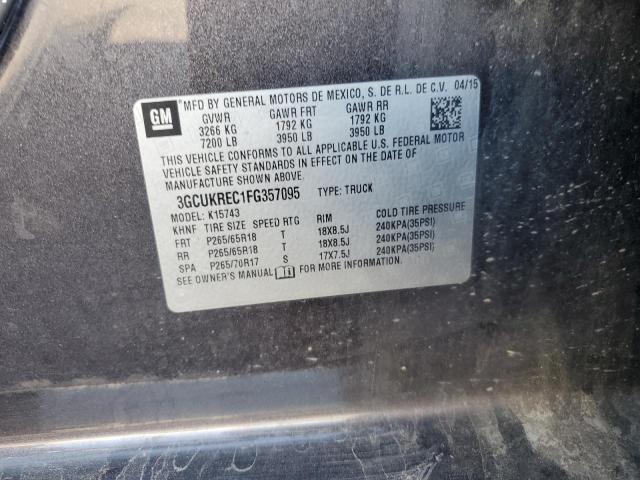 GM
MFD BY GENERAL MOTORS DE MEXICO, S. DE R.L. DE C.V. 04/15
GVWR GAWR FRT GAWR RR
3266 KG 1792 KG 1792 KG
7200 LB 3950 LB 3950 LB
THIS VEHICLE CONFORMS TO ALL APPLICABLE U.S. FEDERAL MOTOR
VEHICLE SAFETY STANDARDS IN EFFECT ON THE DATE OF
MANUFACTURE SHOWN ABOVE.
3GCUKREC1FG357095 TYPE: TRUCK
MODEL: K15743
KHNF TIRE SIZE SPEED RTG RIM COLD TIRE PRESSURE
FRT P265/65R18 T 18X8.5J 240KPA(35PSI)
RR P265/65R18 T 18X8.5J 240KPA(35PSI)
SPA P265/70R17 S 17X7.5J 240KPA(35PSI)
SEE OWNER'S MANUAL FOR MORE INFORMATION.